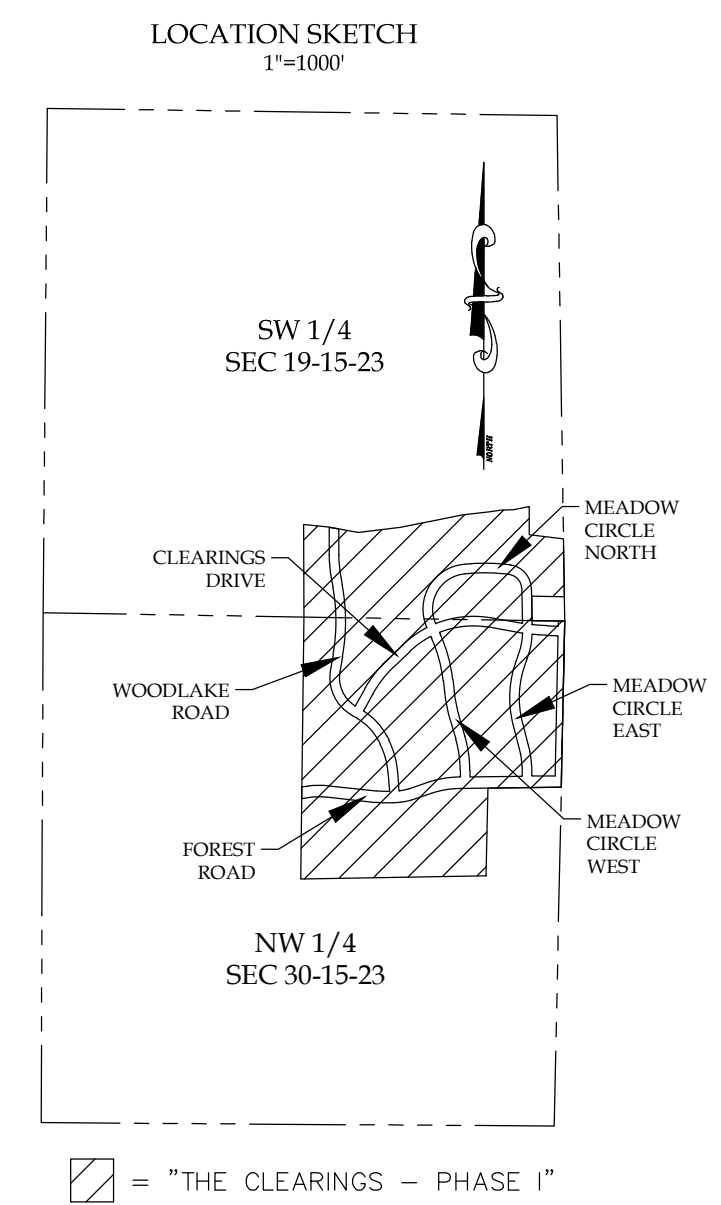 LOCATION SKETCH
1"=1000'
SW 1/4
SEC 19-15-23
NORTH
MEADOW
CIRCLE
NORTH
CLEARINGS
DRIVE
WOODLAKE
ROAD
MEADOW
CIRCLE
EAST
FOREST
ROAD
MEADOW
CIRCLE
WEST
NW 1/4
SEC 30-15-23
= "THE CLEARINGS - PHASE I"